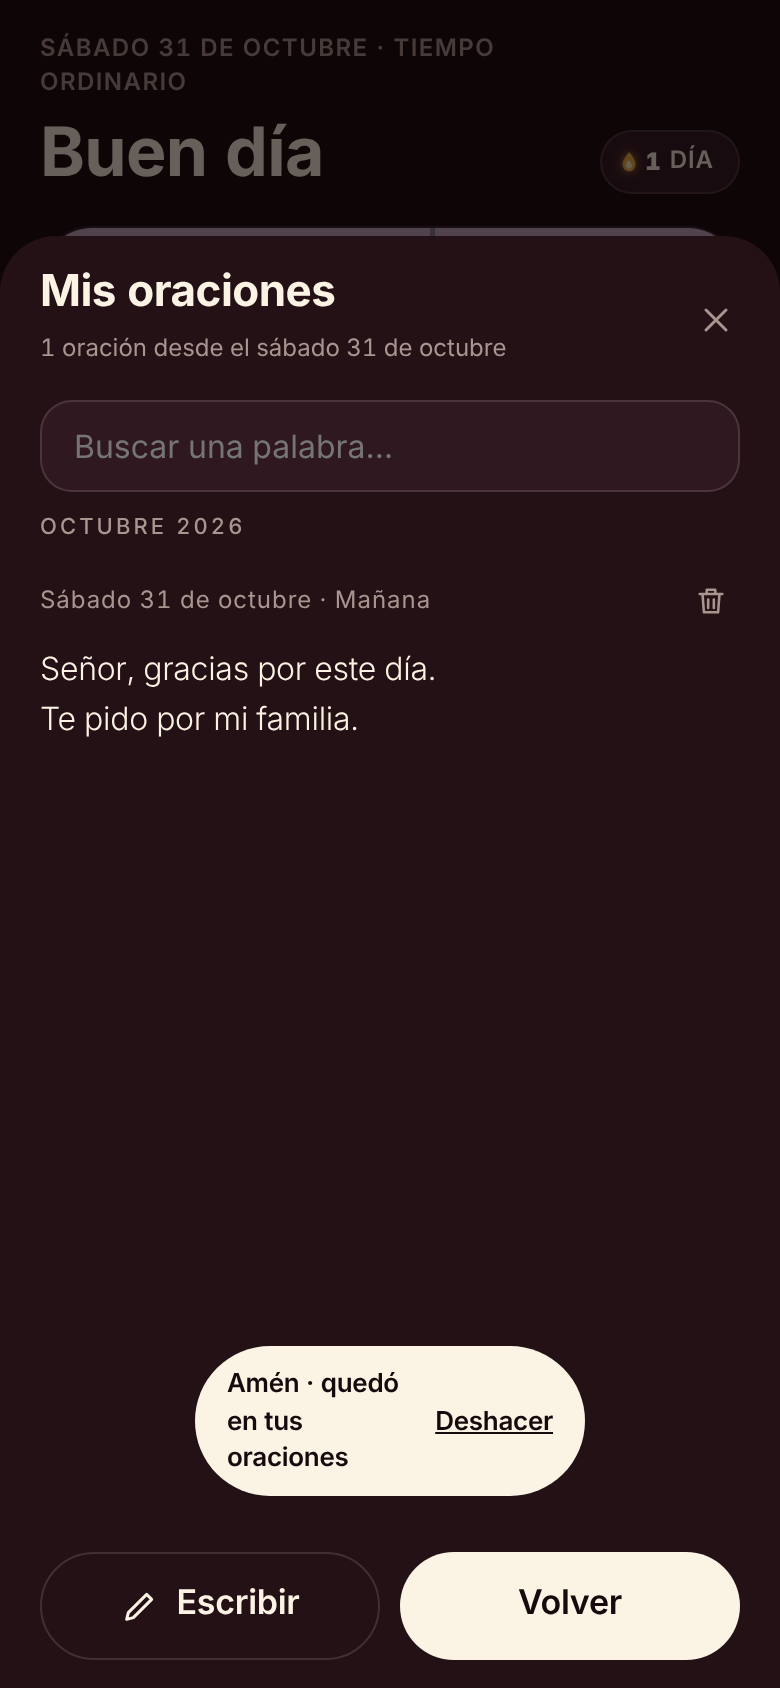 SÁBADO 31 DE OCTUBRE · TIEMPO
ORDINARIO
Buen día
1 DÍA
Mis oraciones
1 oración desde el sábado 31 de octubre
Buscar una palabra...
OCTUBRE 2026
Sábado 31 de octubre · Mañana
Señor, gracias por este día.
Te pido por mi familia.
Amén · quedó
en tus
oraciones
Deshacer
Escribir
Volver